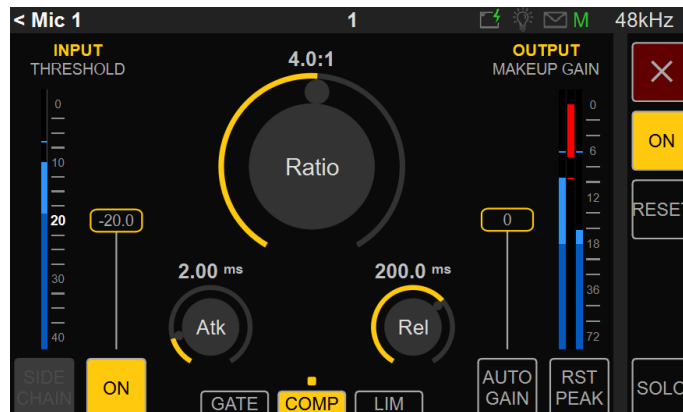 < Mic 1
1
M
48kHz
INPUT
THRESHOLD
4.0:1
OUTPUT
MAKEUP GAIN
0
10
20
30
40
-20.0
Ratio
0
0
6
12
18
36
72
ON
RESET
2.00 ms
200.0 ms
Atk
Rel
SIDE
CHAIN
ON
GATE
COMP
LIM
AUTO
GAIN
RST
PEAK
SOLO